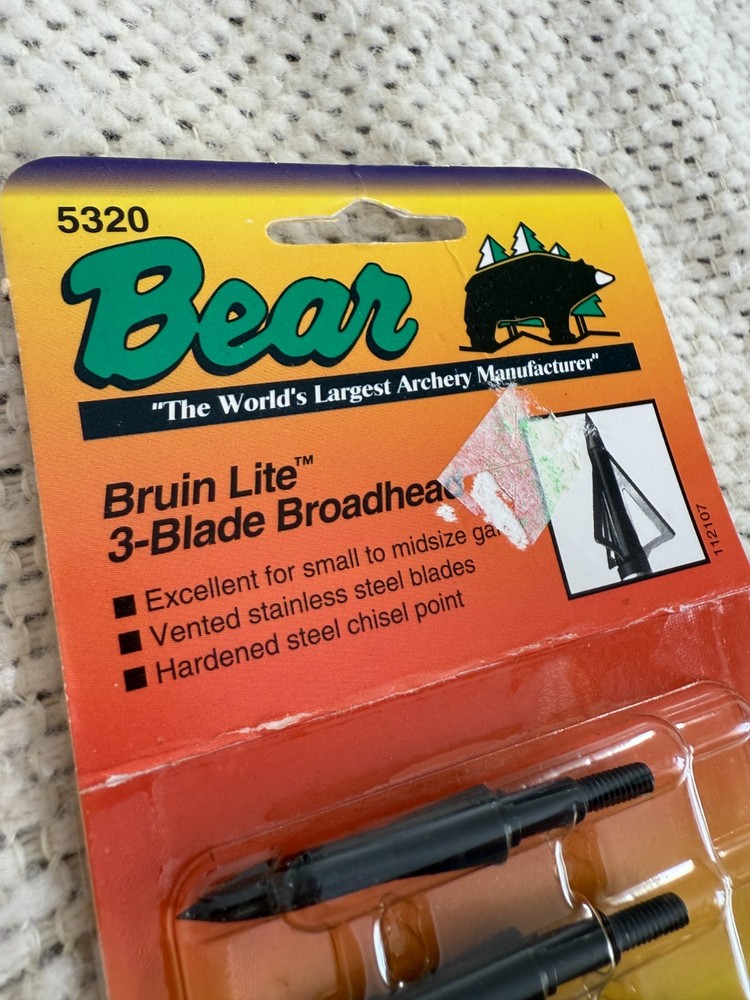 5320
Bear
"The World's Largest Archery Manufacturer"
Bruin Lite™
3-Blade Broadhead
■ Excellent for small to midsize
■ Vented stainless steel blades
■ Hardened steel chisel point
112107